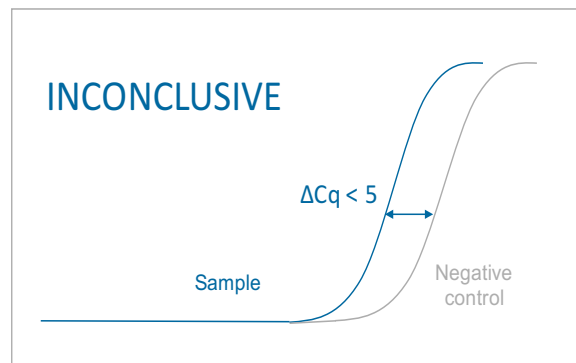 INCONCLUSIVE
ΔCq < 5
Sample
Negative
control